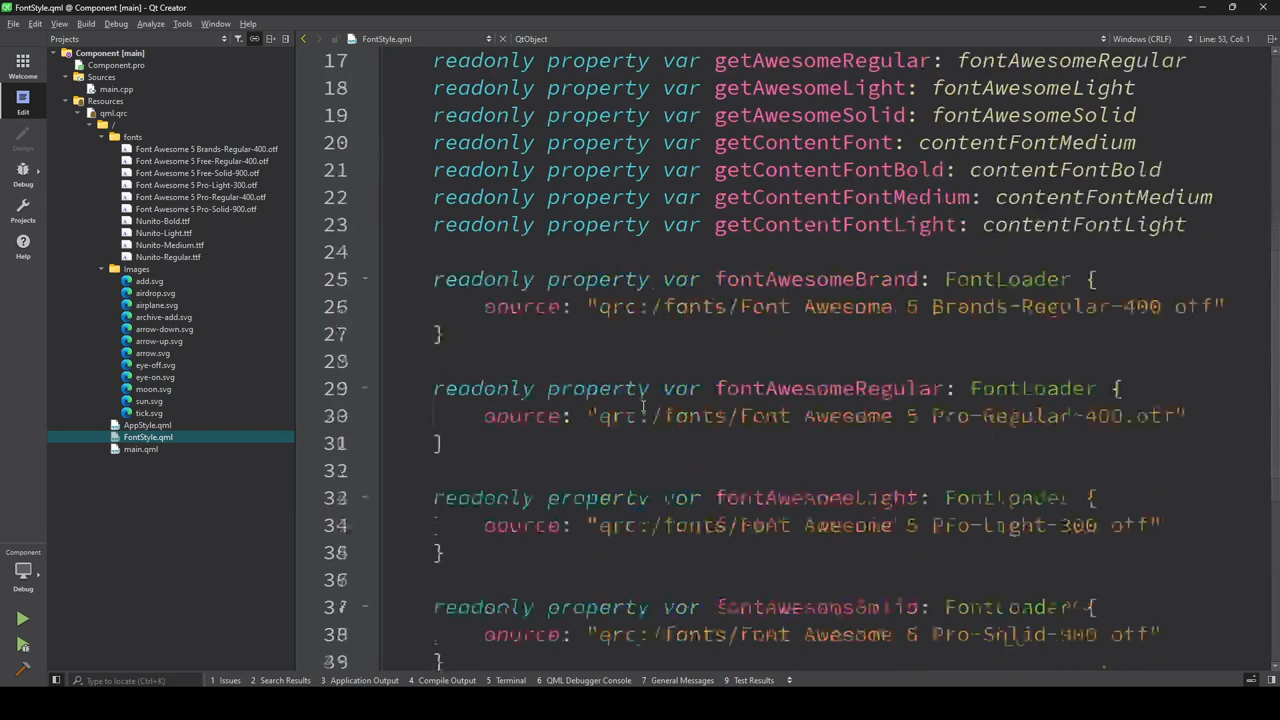 FontStyle.qml @ Component [main] - Qt Creator
File Edit View Build Debug Analyze Tools Window Help
Projects
FontStyle.qml
QtObject
Windows (CRLF)
Line: 53, Col: 1
Welcome
Edit
Design
Debug
Projects
Help
Component
Debug
Component [main]
Component.pro
Sources
main.cpp
Resources
qml.qrc
/
fonts
Font Awesome 5 Brands-Regular-400.otf
Font Awesome 5 Free-Regular-400.otf
Font Awesome 5 Free-Solid-900.otf
Font Awesome 5 Pro-Light-300.otf
Font Awesome 5 Pro-Regular-400.otf
Font Awesome 5 Pro-Solid-900.otf
Nunito-Bold.ttf
Nunito-Light.ttf
Nunito-Medium.ttf
Nunito-Regular.ttf
Images
add.svg
airdrop.svg
airplane.svg
archive-add.svg
arrow-down.svg
arrow-up.svg
arrow.svg
eye-off.svg
eye-on.svg
moon.svg
sun.svg
tick.svg
AppStyle.qml
FontStyle.qml
main.qml
17 readonly property var getAwesomeRegular: fontAwesomeRegular
18 readonly property var getAwesomeLight: fontAwesomeLight
19 readonly property var getAwesomeSolid: fontAwesomeSolid
20 readonly property var getContentFont: contentFontMedium
21 readonly property var getContentFontBold: contentFontBold
22 readonly property var getContentFontMedium: contentFontMedium
23 readonly property var getContentFontLight: contentFontLight
24
25 readonly property var fontAwesomeBrand: FontLoader {
26 source: "qrc:/fonts/Font Awesome 5 Brands-Regular-400 otf"
27 }
28
29 readonly property var fontAwesomeRegular: FontLoader {
30 source: "qrc:/fonts/Font Awesome 5 Pro-Regular-400.otf"
31
32
readonly property var fontAwesomeLight: FontLoader {
34 source: "qrc:/fonts/Font Awesome 5 Pro-Light-300 otf"
}
36
readonly property var FontLoader {
38 source: "qrc:/fonts/Font Awesome Pro-Solid-900 otf"
39 }
Type to locate (Ctrl+K)
1 Issues 2 Search Results 3 Application Output 4 Compile Output 5 Terminal 6 QML Debugger Console 7 General Messages 9 Test Results